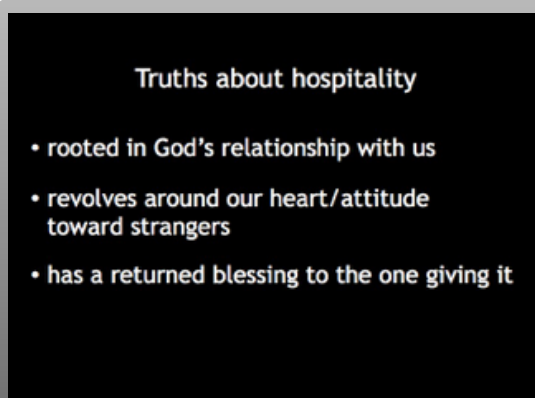 Truths about hospitality
• rooted in God's relationship with us
• revolves around our heart/attitude
toward strangers
• has a returned blessing to the one giving it